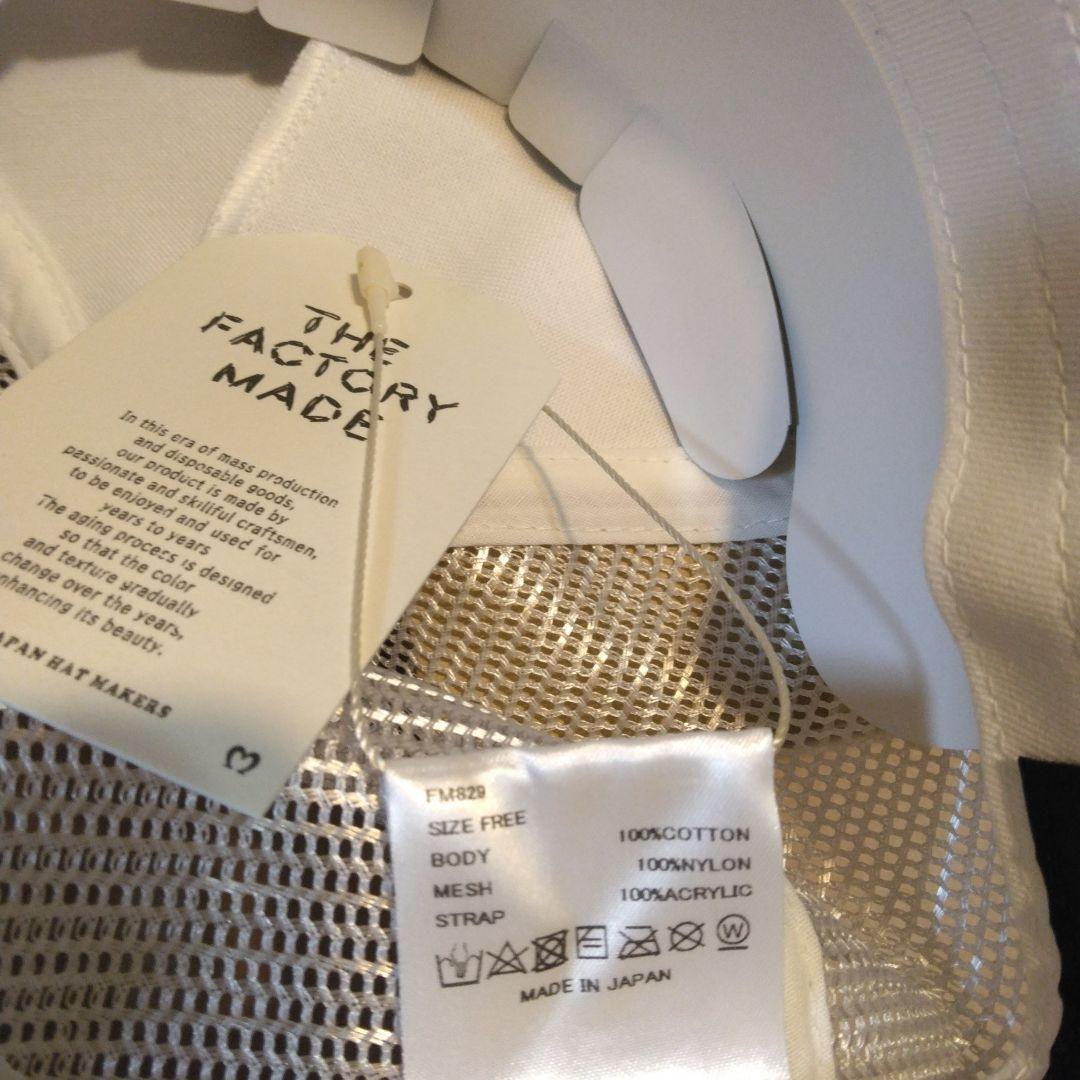 THE
FACTORY
MADE
In this era of mass production
and disposable goods,
our product is made by
passionate and skillful craftsmen,
to be enjoyed and used for
years to years
The aging process is designed
so that the color
and texture gradually
change over the years,
enhancing its beauty.
JAPAN HAT MAKERS
FM829
SIZE FREE
BODY 100%COTTON
MESH 100%NYLON
STRAP 100%ACRYLIC
W
MADE IN JAPAN